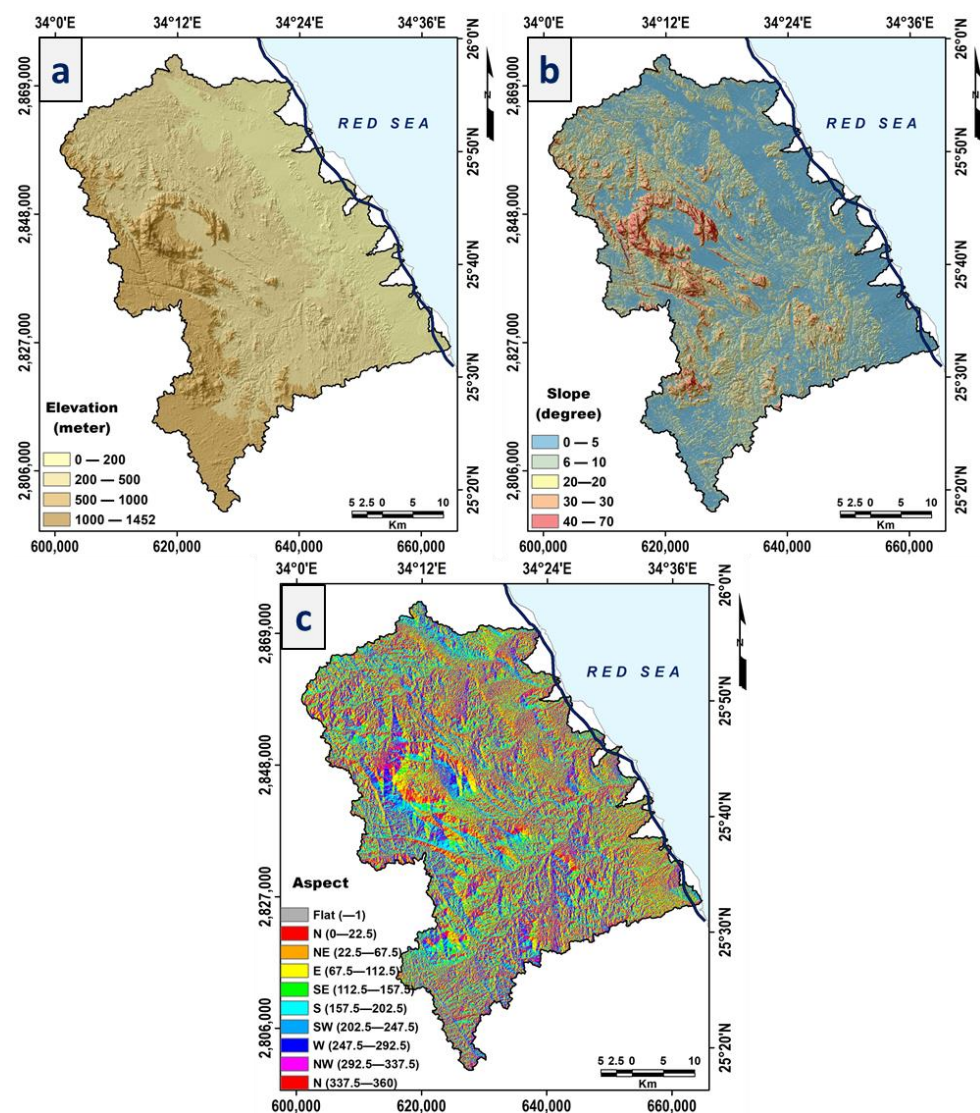 34°0'E 34°12'E 34°24'E 34°36'E
a
N
26°0'N
2,869,000
RED SEA
25°50'N
2,848,000
25°40'N
2,827,000
25°30'N
Elevation
(meter)
0 — 200
200 — 500
500 — 1000
1000 — 1452
2,806,000
25°20'N
5 2.5 0 5 10
Km
600,000 620,000 640,000 660,000
34°0'E 34°12'E 34°24'E 34°36'E
b
N
26°0'N
2,869,000
RED SEA
25°50'N
2,848,000
25°40'N
2,827,000
25°30'N
Slope
(degree)
0 — 5
6 — 10
20—20
30 — 30
40 — 70
2,806,000
25°20'N
5 2.5 0 5 10
Km
600,000 620,000 640,000 660,000
34°0'E 34°12'E 34°24'E 34°36'E
c
N
26°0'N
2,869,000
RED SEA
25°50'N
2,848,000
25°40'N
2,827,000
25°30'N
Aspect
Flat (—1)
N (0—22.5)
NE (22.5—67.5)
E (67.5—112.5)
SE (112.5—157.5)
S (157.5—202.5)
SW (202.5—247.5)
W (247.5—292.5)
NW (292.5—337.5)
N (337.5—360)
2,806,000
25°20'N
5 2.5 0 5 10
Km
600,000 620,000 640,000 660,000